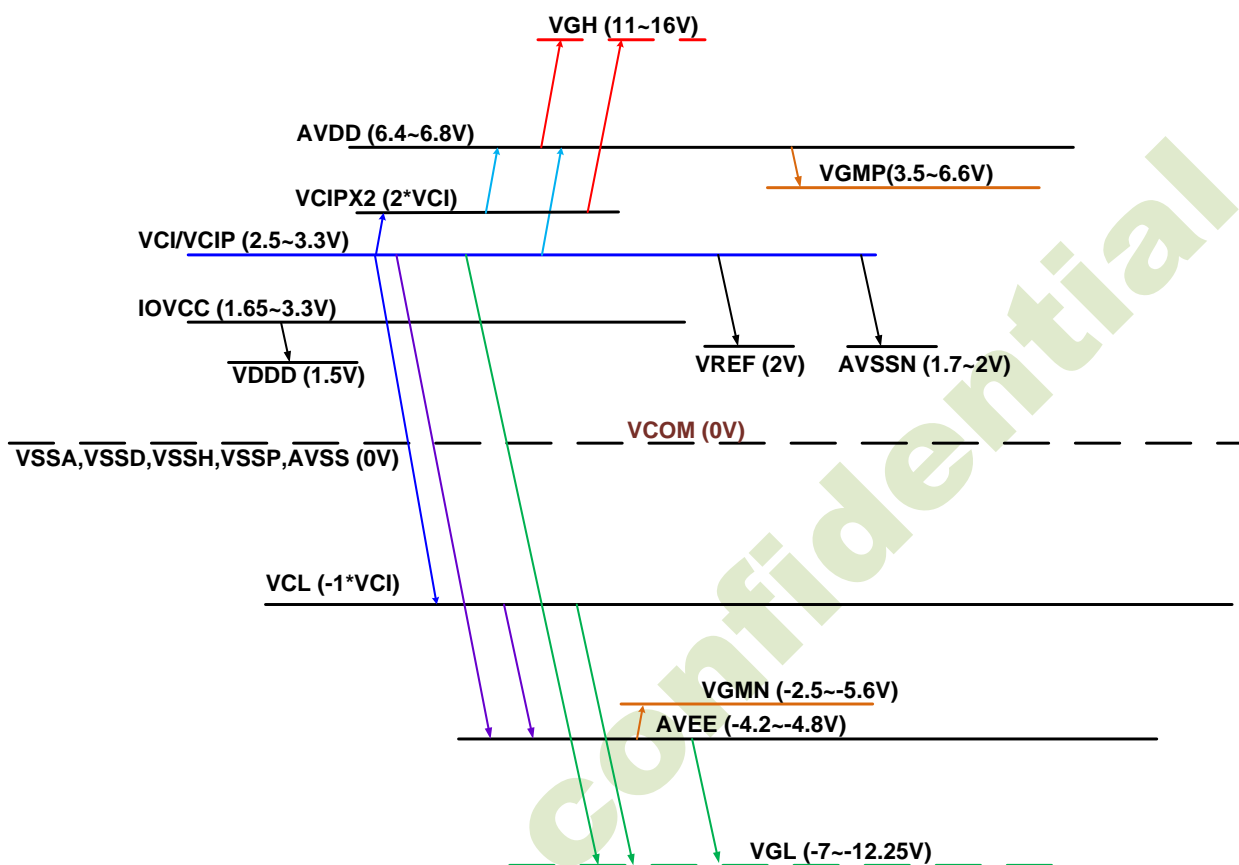 VGH (11~16V)
AVDD (6.4~6.8V)
VGMP(3.5~6.6V)
VCIPX2 (2*VCI)
VCI/VCIP (2.5~3.3V)
IOVCC (1.65~3.3V)
VDDD (1.5V)
VREF (2V)
AVSSN (1.7~2V)
VCOM (0V)
VSSA,VSSD,VSSH,VSSP,AVSS (0V)
VCL (-1*VCI)
VGMN (-2.5~-5.6V)
AVEE (-4.2~-4.8V)
VGL (-7~-12.25V)
confidential